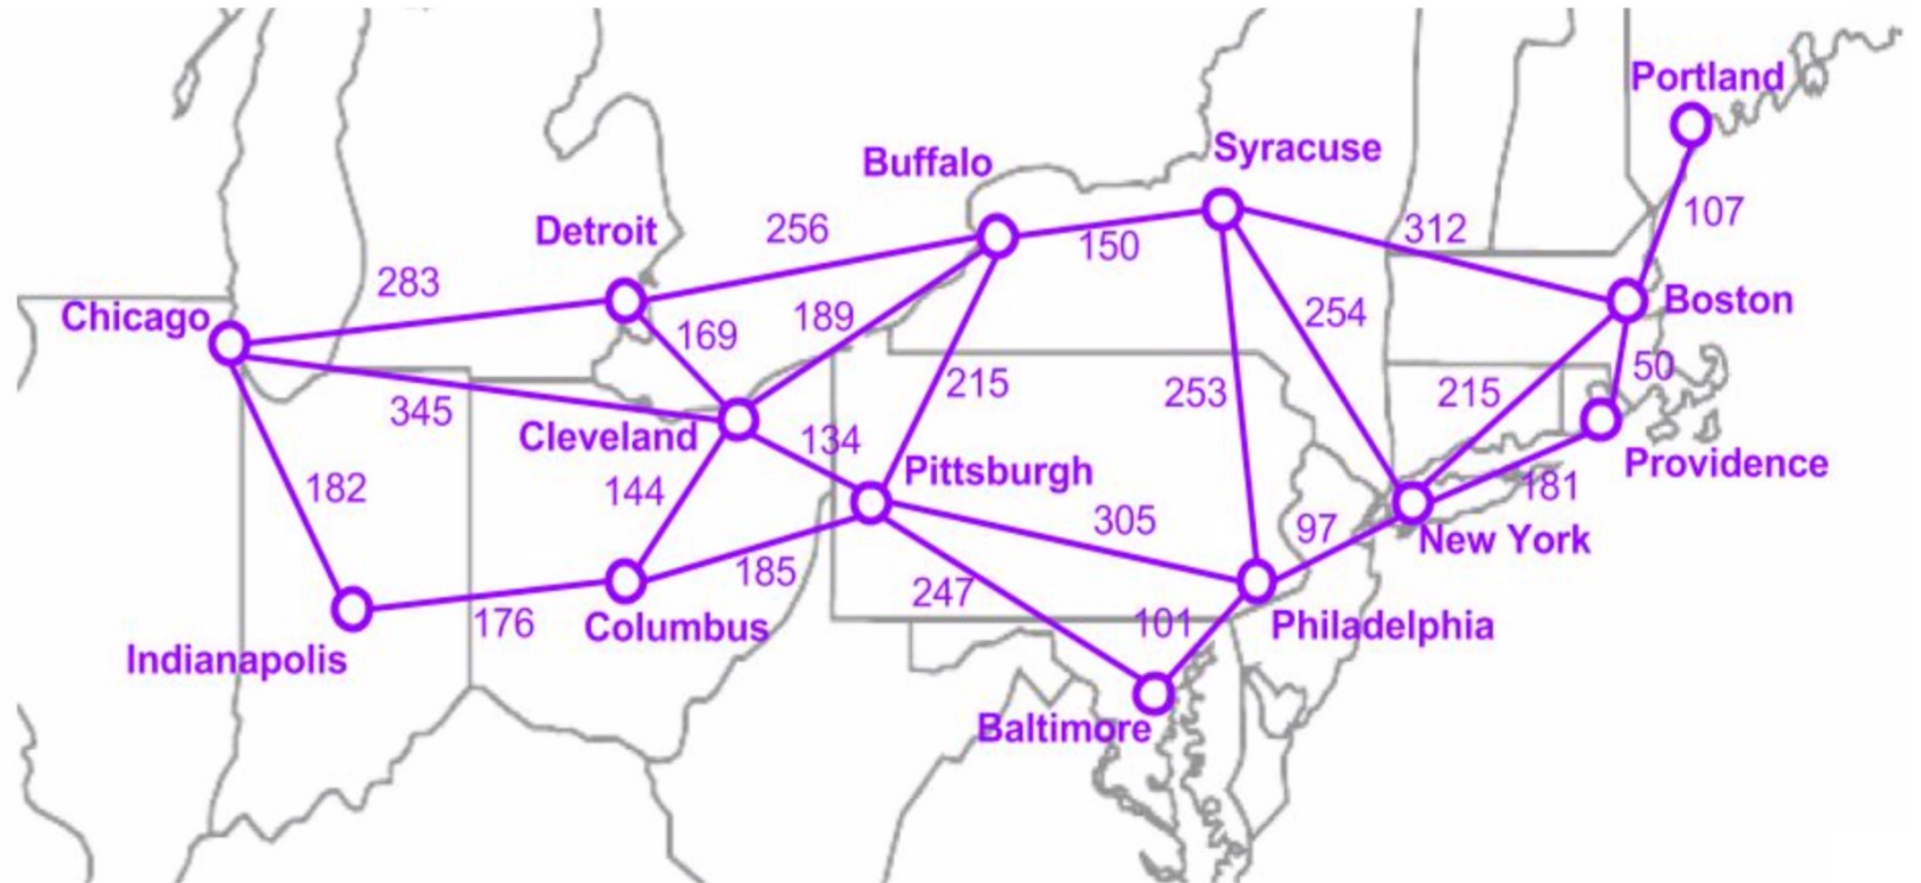 Portland
Syracuse
Buffalo
107
Detroit
256
312
150
283
Boston
Chicago
169
189
254
50
215
253
215
345
Cleveland
134
Pittsburgh
Providence
182
144
181
305
97
New York
185
247
176
Columbus
101
Philadelphia
Indianapolis
Baltimore